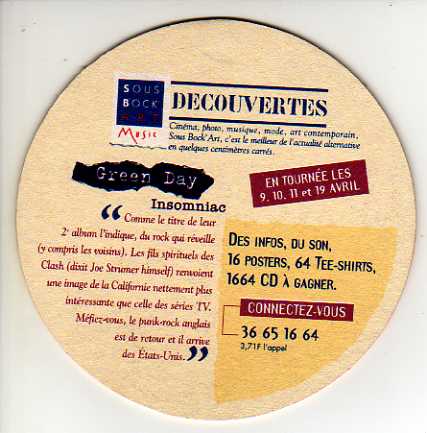 SOUS
BOCK
ART
Music
DECOUVERTES
Cinéma, photo, musique, mode, art contemporain,
Sous Bock'Art, c'est le meilleur de l'actualité alternative
en quelques centimètres carrés.
Green Day
Insomniac
“ Comme le titre de leur
2e album l'indique, du rock qui réveille
(y compris les voisins). Les fils spirituels des
Clash (dixit Joe Strumer himself) renvoient
une image de la Californie nettement plus
intéressante que celle des séries TV.
Méfiez-vous, le punk-rock anglais
est de retour et il arrive
des États-Unis. ”
EN TOURNÉE LES
9, 10, 11 et 19 AVRIL
DES INFOS, DU SON,
16 POSTERS, 64 TEE-SHIRTS,
1664 CD À GAGNER.
CONNECTEZ-VOUS
36 65 16 64
3,71F l'appel